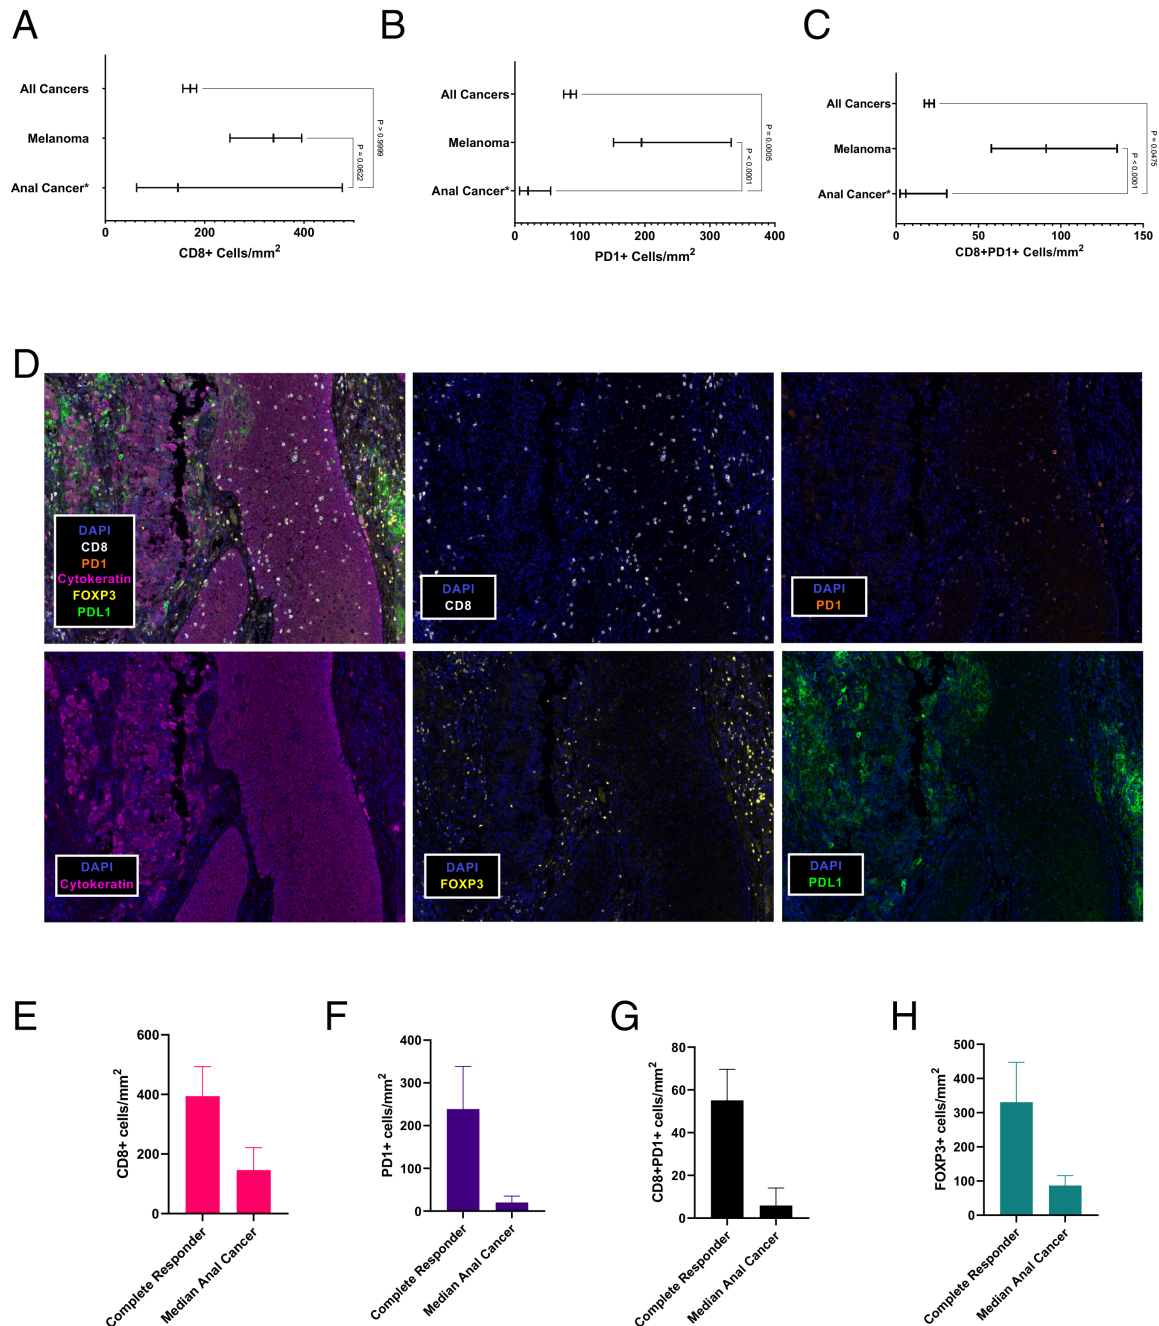 A
B
C
All Cancers
Melanoma
Anal Cancer*
P = 0.0622
P > 0.9999
0
200
400
CD8+ Cells/mm2
All Cancers
Melanoma
Anal Cancer*
P < 0.0001
P = 0.0005
0
100
200
300
400
PD1+ Cells/mm2
All Cancers
Melanoma
Anal Cancer*
P < 0.0001
P = 0.0475
0
50
100
150
CD8+PD1+ Cells/mm2
D
DAPI
CD8
PD1
Cytokeratin
FOXP3
PDL1
DAPI
CD8
DAPI
PD1
DAPI
Cytokeratin
DAPI
FOXP3
DAPI
PDL1
E
F
G
H
CD8+ cells/mm2
600
400
200
0
Complete Responder
Median Anal Cancer
PD1+ cells/mm2
400
300
200
100
0
Complete Responder
Median Anal Cancer
CD8+PD1+ cells/mm2
80
60
40
20
0
Complete Responder
Median Anal Cancer
FOXP3+ cells/mm2
500
400
300
200
100
0
Complete Responder
Median Anal Cancer